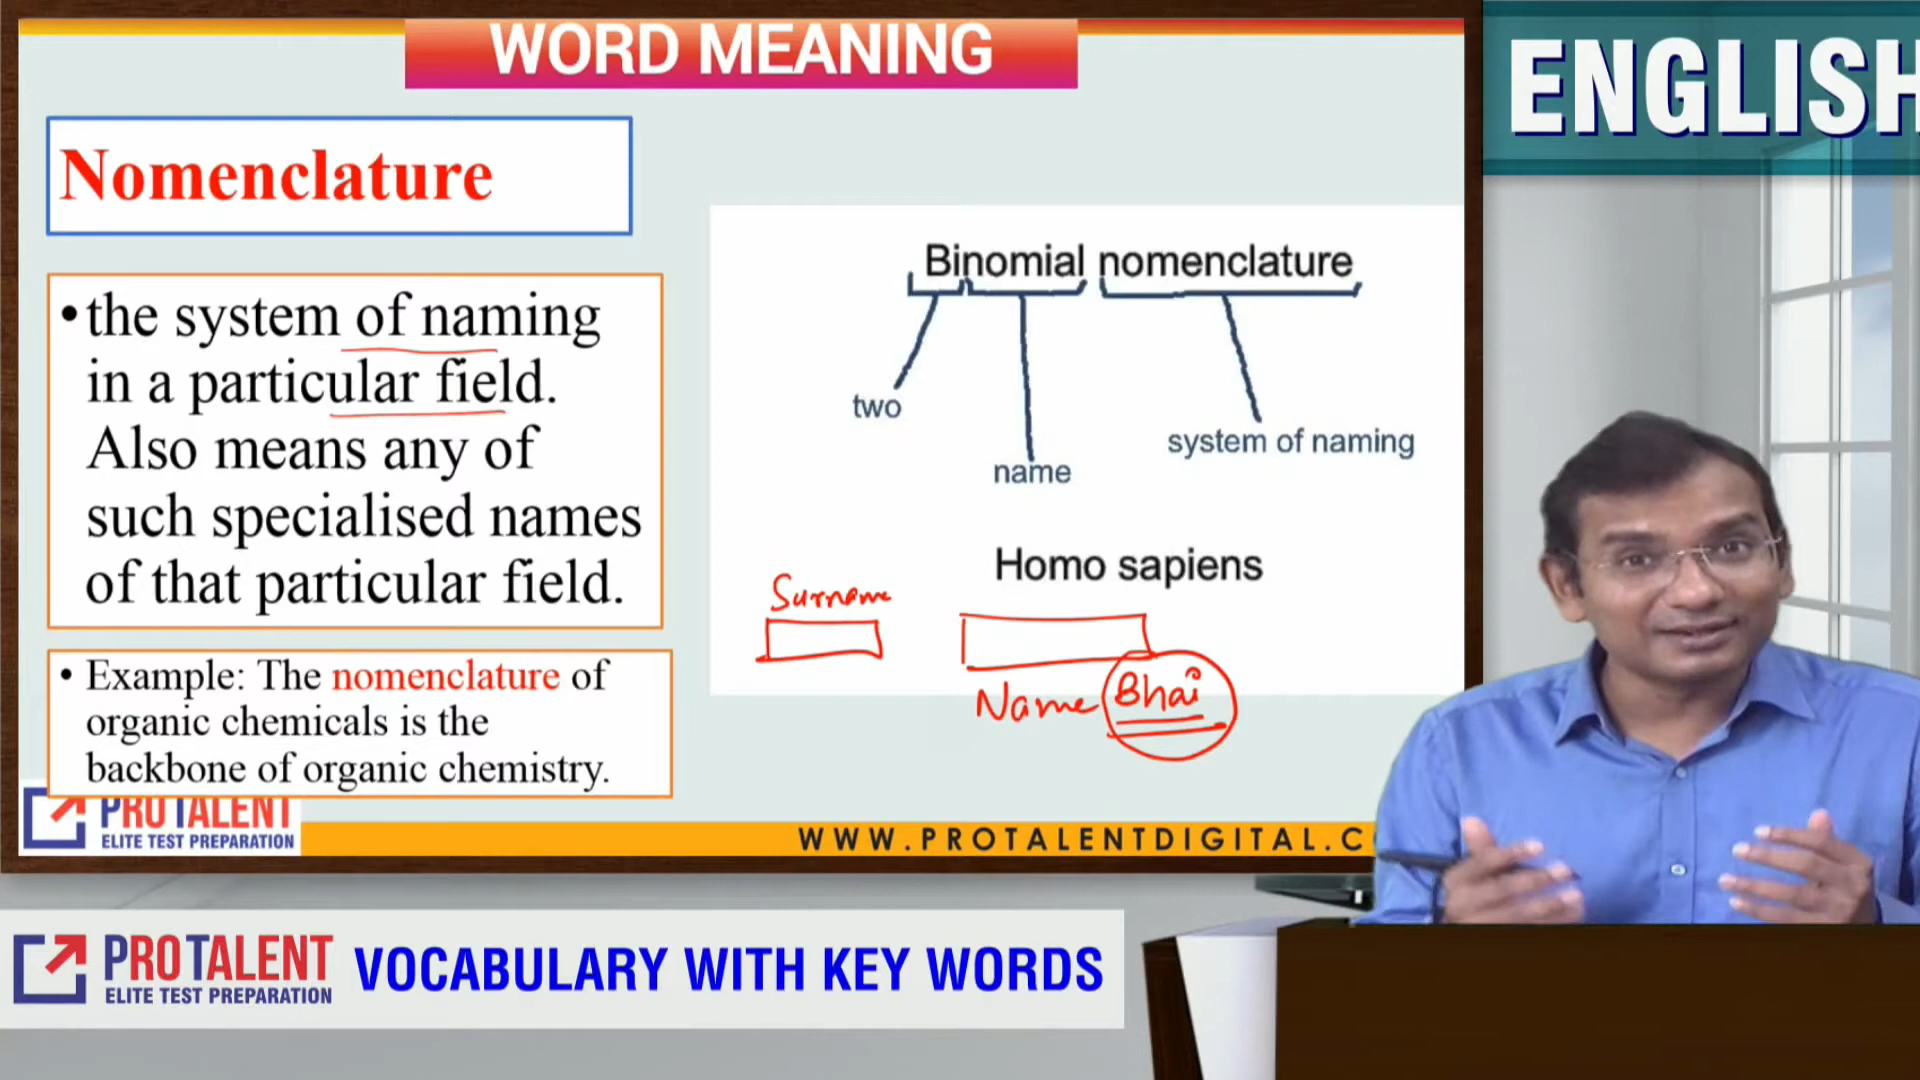 WORD MEANING
ENGLISH
Nomenclature
•the system of naming
in a particular field.
Also means any of
such specialised names
of that particular field.
• Example: The nomenclature of
organic chemicals is the
backbone of organic chemistry.
Binomial nomenclature
two
name
system of naming
Homo sapiens
Surname
Name Bhai
PROTALENT
ELITE TEST PREPARATION
WWW.PROTALENTDIGITAL.C
PROTALENT
ELITE TEST PREPARATION
VOCABULARY WITH KEY WORDS